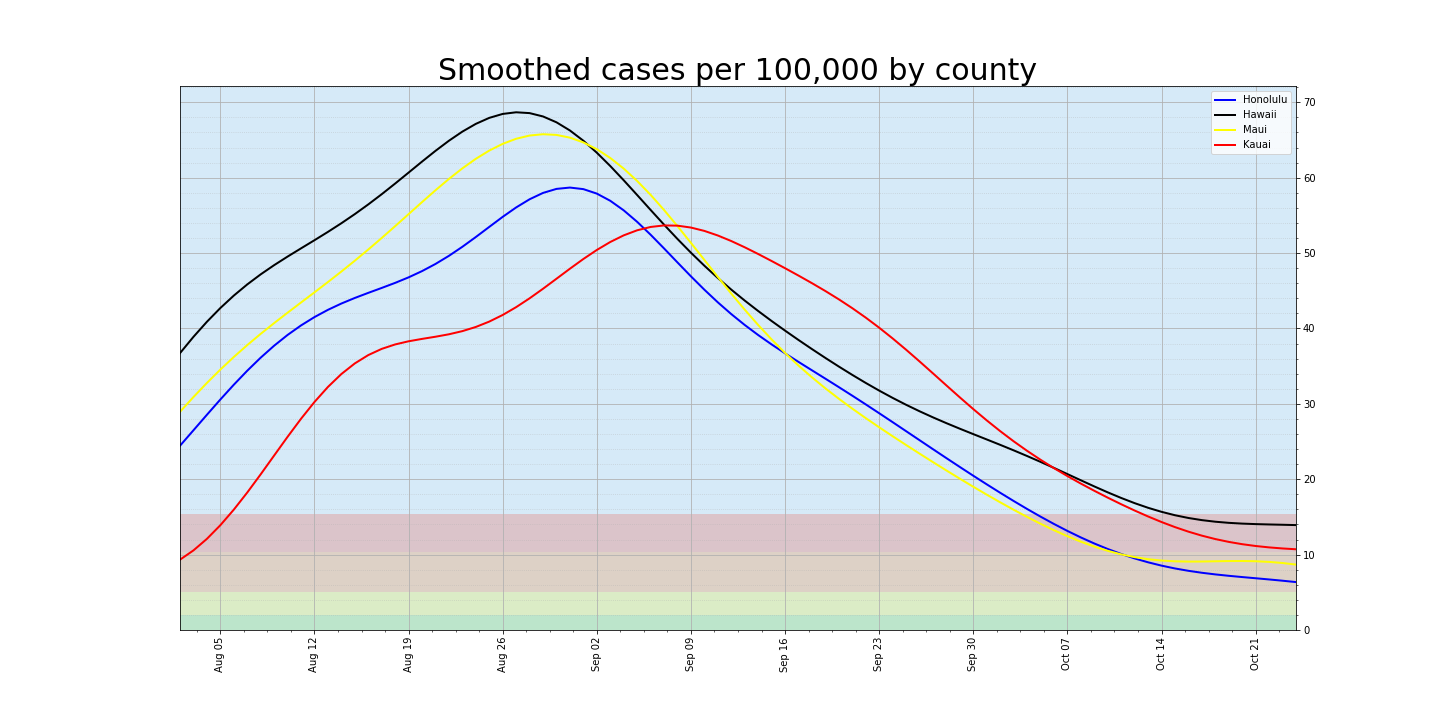 Smoothed cases per 100,000 by county
Honolulu
Hawaii
Maui
Kauai
70
60
50
40
30
20
10
0
Aug 05
Aug 12
Aug 19
Aug 26
Sep 02
Sep 09
Sep 16
Sep 23
Sep 30
Oct 07
Oct 14
Oct 21